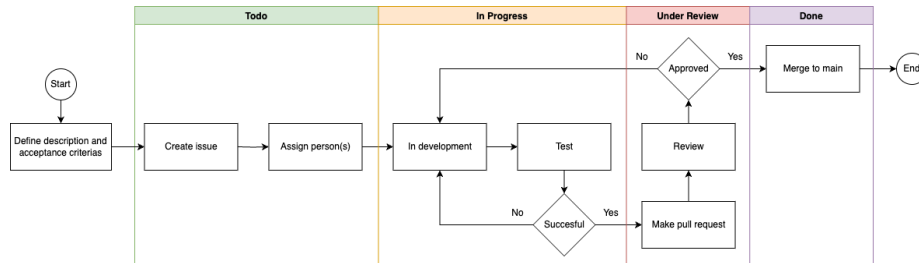 Todo
In Progress
Under Review
Done
Start
Define description and
acceptance criterias
Create issue
Assign person(s)
In development
Test
Succesful
No
Yes
Make pull request
Review
Approved
No
Yes
Merge to main
End